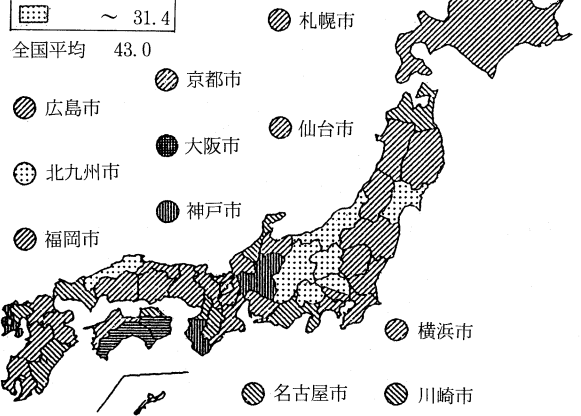 ～ 31.4
全国平均 43.0
札幌市
京都市
広島市
仙台市
大阪市
北九州市
神戸市
福岡市
横浜市
名古屋市
川崎市